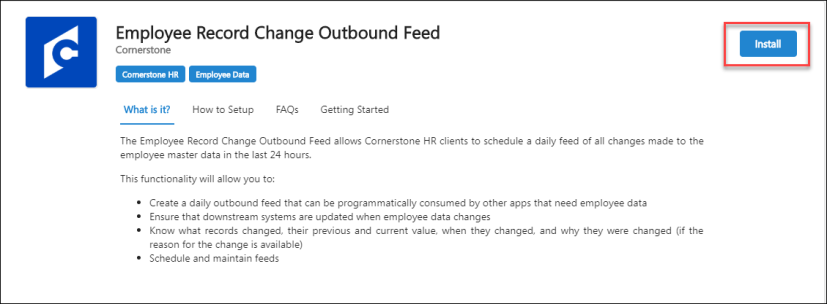 Employee Record Change Outbound Feed
Cornerstone
Install
Cornerstone HR Employee Data
What is it? How to Setup FAQs Getting Started
The Employee Record Change Outbound Feed allows Cornerstone HR clients to schedule a daily feed of all changes made to the
employee master data in the last 24 hours.
This functionality will allow you to:
• Create a daily outbound feed that can be programmatically consumed by other apps that need employee data
• Ensure that downstream systems are updated when employee data changes
• Know what records changed, their previous and current value, when they changed, and why they were changed (if the
reason for the change is available)
• Schedule and maintain feeds